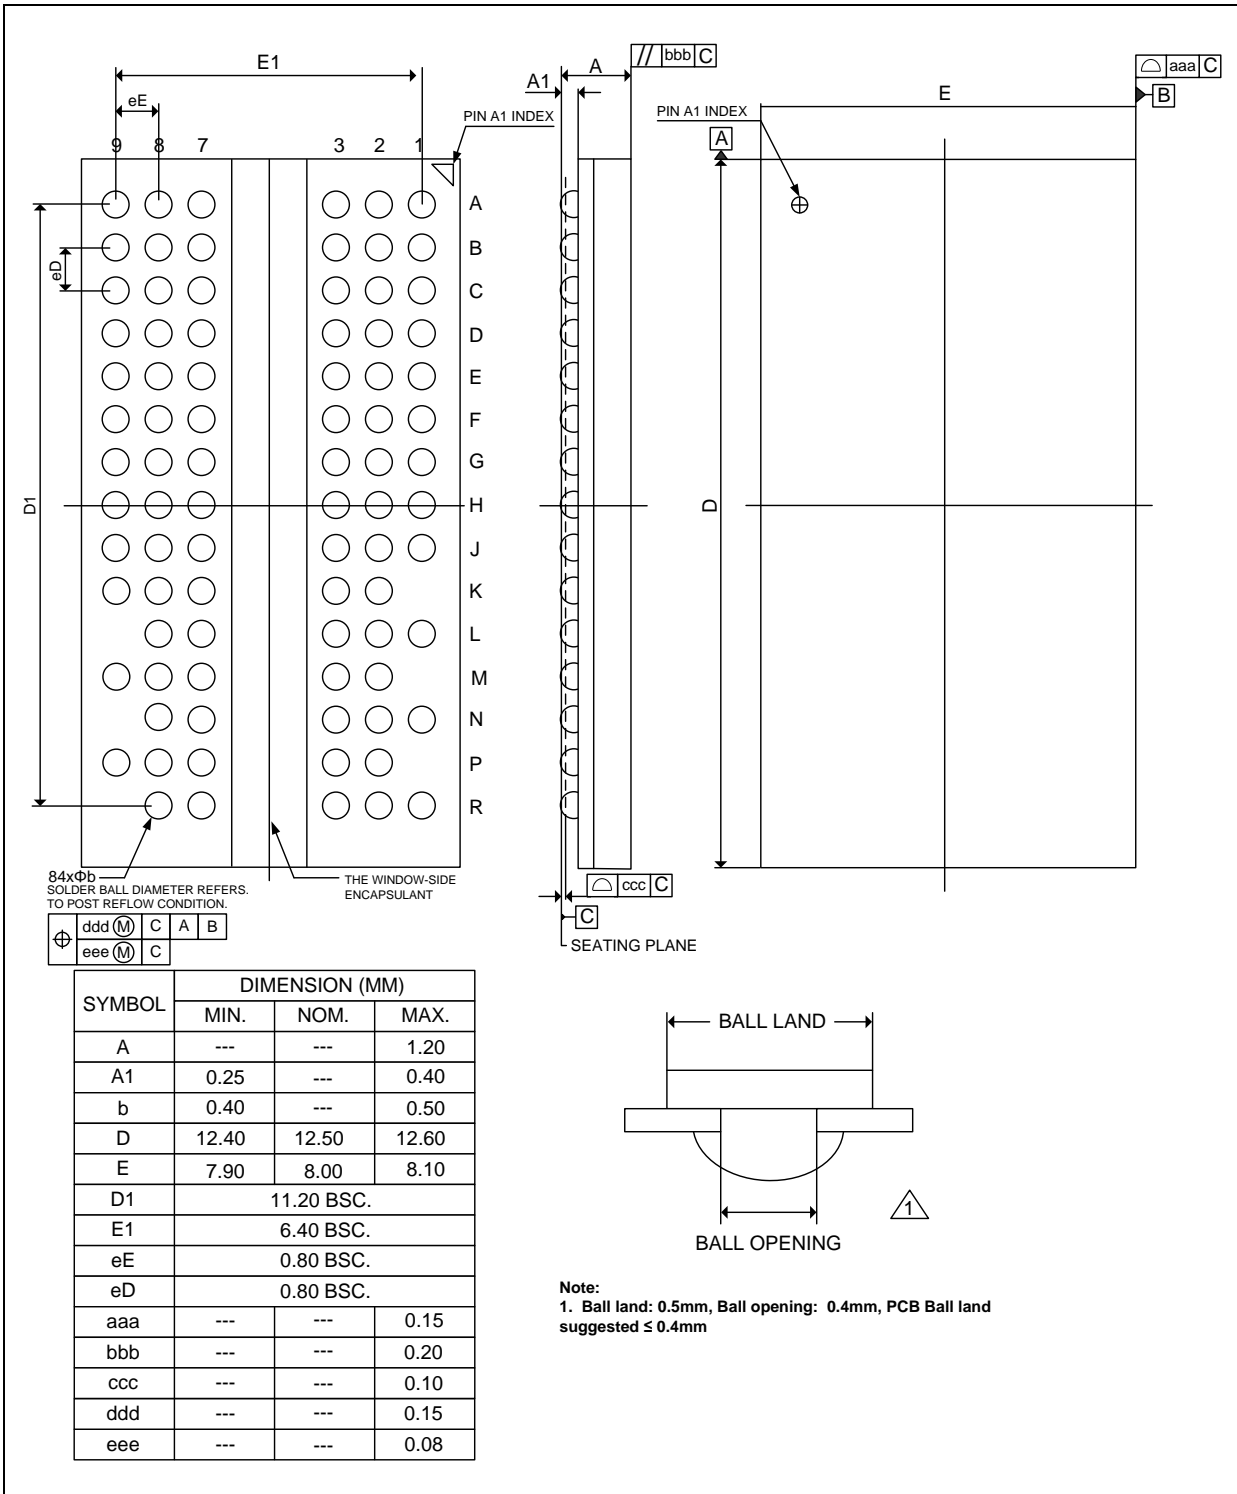 E1
eE
9 8 7 3 2 1
PIN A1 INDEX
A
B
C
D
E
F
G
H
J
K
L
M
N
P
R
eD
D1
84xΦb
SOLDER BALL DIAMETER REFERS.
TO POST REFLOW CONDITION.
⌖ ddd Ⓜ C A B
eee Ⓜ C
THE WINDOW-SIDE
ENCAPSULANT
A
A1
// bbb C
⌓ ccc C
C
SEATING PLANE
PIN A1 INDEX
E
⌓ aaa C
B
A
D
SYMBOL DIMENSION (MM)
MIN. NOM. MAX.
A --- --- 1.20
A1 0.25 --- 0.40
b 0.40 --- 0.50
D 12.40 12.50 12.60
E 7.90 8.00 8.10
D1 11.20 BSC.
E1 6.40 BSC.
eE 0.80 BSC.
eD 0.80 BSC.
aaa --- --- 0.15
bbb --- --- 0.20
ccc --- --- 0.10
ddd --- --- 0.15
eee --- --- 0.08
BALL LAND
1
BALL OPENING
Note:
1. Ball land: 0.5mm, Ball opening: 0.4mm, PCB Ball land
suggested ≤ 0.4mm